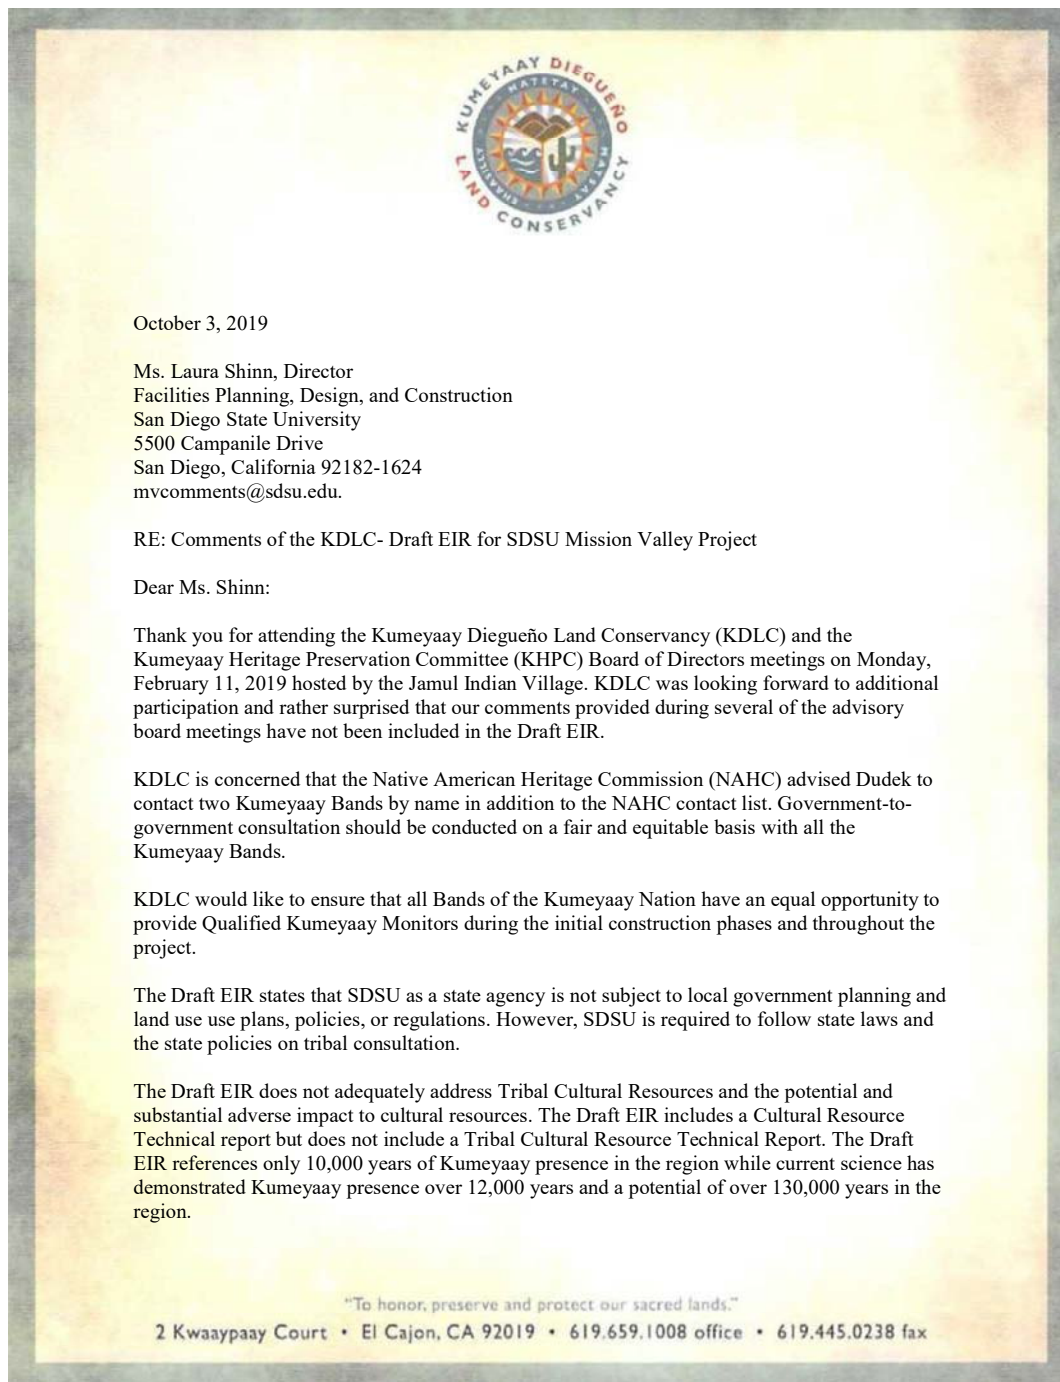 KUMEYAAY DIEGUEÑO
LAND CONSERVANCY
MATETAY
MAYSAY
KHASILLY
October 3, 2019
Ms. Laura Shinn, Director
Facilities Planning, Design, and Construction
San Diego State University
5500 Campanile Drive
San Diego, California 92182-1624
mvcomments@sdsu.edu.
RE: Comments of the KDLC- Draft EIR for SDSU Mission Valley Project
Dear Ms. Shinn:
Thank you for attending the Kumeyaay Diegueño Land Conservancy (KDLC) and the
Kumeyaay Heritage Preservation Committee (KHPC) Board of Directors meetings on Monday,
February 11, 2019 hosted by the Jamul Indian Village. KDLC was looking forward to additional
participation and rather surprised that our comments provided during several of the advisory
board meetings have not been included in the Draft EIR.
KDLC is concerned that the Native American Heritage Commission (NAHC) advised Dudek to
contact two Kumeyaay Bands by name in addition to the NAHC contact list. Government-to-
government consultation should be conducted on a fair and equitable basis with all the
Kumeyaay Bands.
KDLC would like to ensure that all Bands of the Kumeyaay Nation have an equal opportunity to
provide Qualified Kumeyaay Monitors during the initial construction phases and throughout the
project.
The Draft EIR states that SDSU as a state agency is not subject to local government planning and
land use use plans, policies, or regulations. However, SDSU is required to follow state laws and
the state policies on tribal consultation.
The Draft EIR does not adequately address Tribal Cultural Resources and the potential and
substantial adverse impact to cultural resources. The Draft EIR includes a Cultural Resource
Technical report but does not include a Tribal Cultural Resource Technical Report. The Draft
EIR references only 10,000 years of Kumeyaay presence in the region while current science has
demonstrated Kumeyaay presence over 12,000 years and a potential of over 130,000 years in the
region.
"To honor, preserve and protect our sacred lands."
2 Kwaaypaay Court • El Cajon, CA 92019 • 619.659.1008 office • 619.445.0238 fax